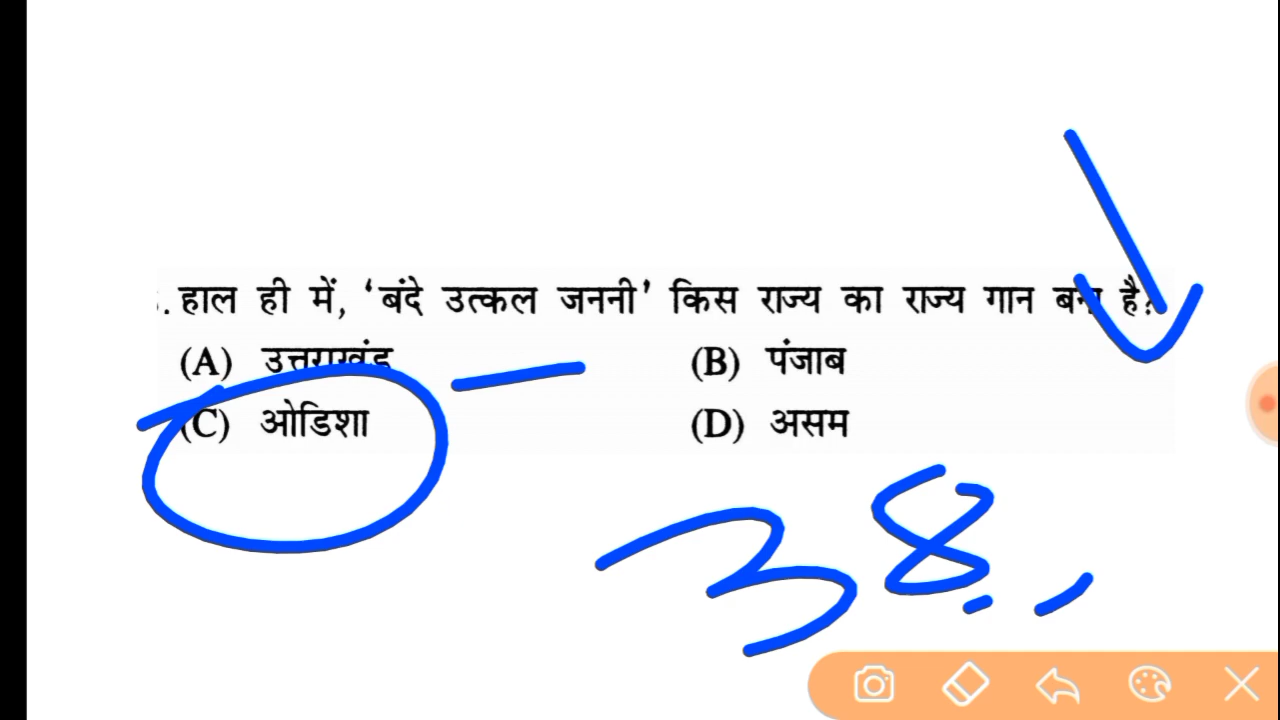 . हाल ही में, ‘बंदे उत्कल जननी’ किस राज्य का राज्य गान बना है?
(A) उत्तराखंड (B) पंजाब
(C) ओडिशा (D) असम
38.